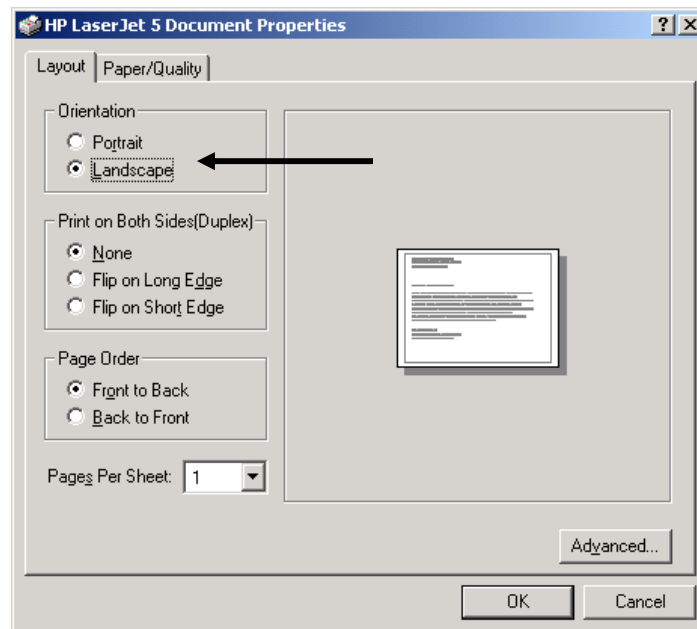 HP LaserJet 5 Document Properties
Layout
Paper/Quality
Orientation
Portrait
Landscape
Print on Both Sides(Duplex)
None
Flip on Long Edge
Flip on Short Edge
Page Order
Front to Back
Back to Front
Pages Per Sheet: 1
Advanced...
OK
Cancel